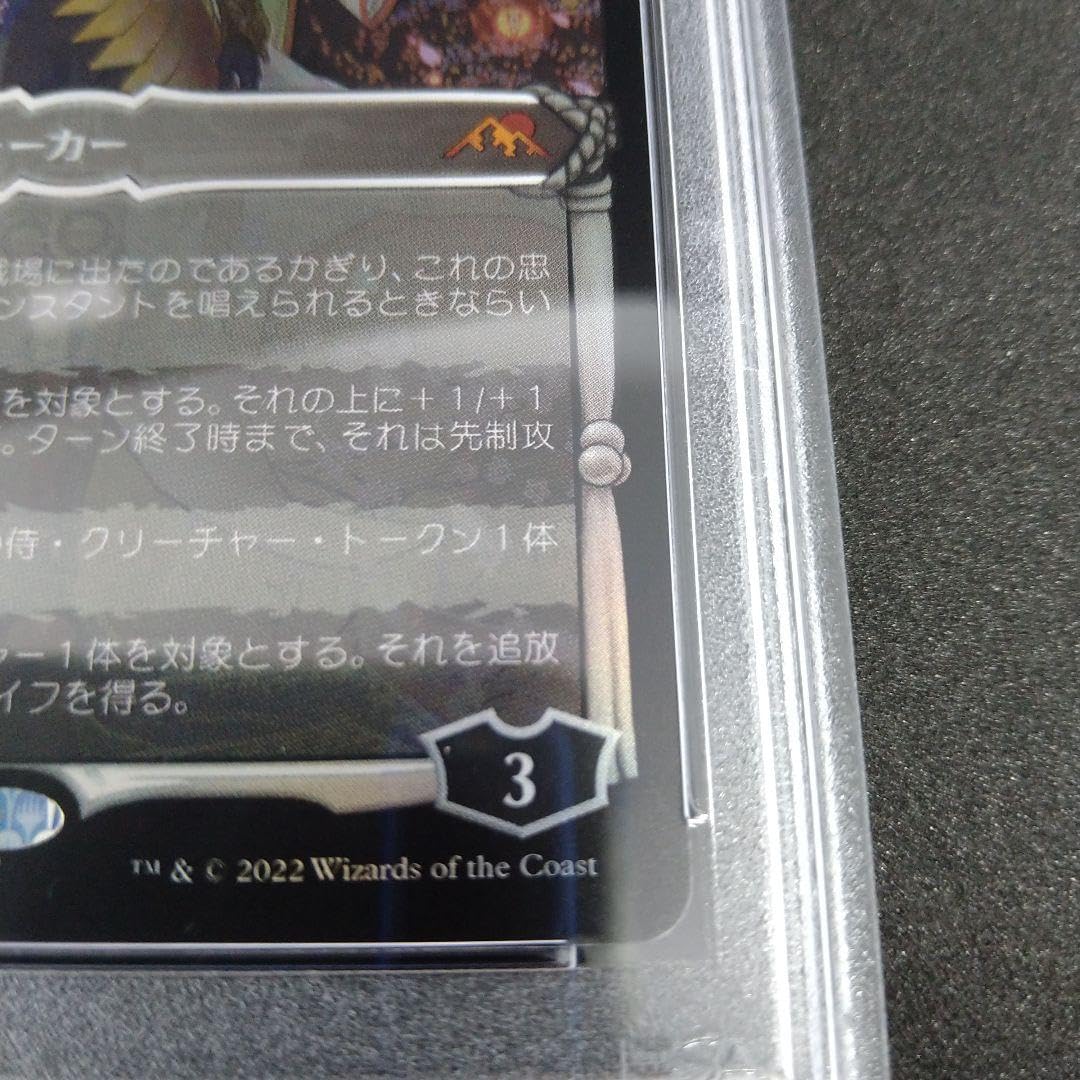 ーカー
戦場に出たのであるかぎり、これの忠
ンスタントを唱えられるときならい
を対象とする。それの上に+1/+1
。ターン終了時まで、それは先制攻
侍・クリーチャー・トークン1体
ャー1体を対象とする。それを追放
イフを得る。
3
™ & © 2022 Wizards of the Coast